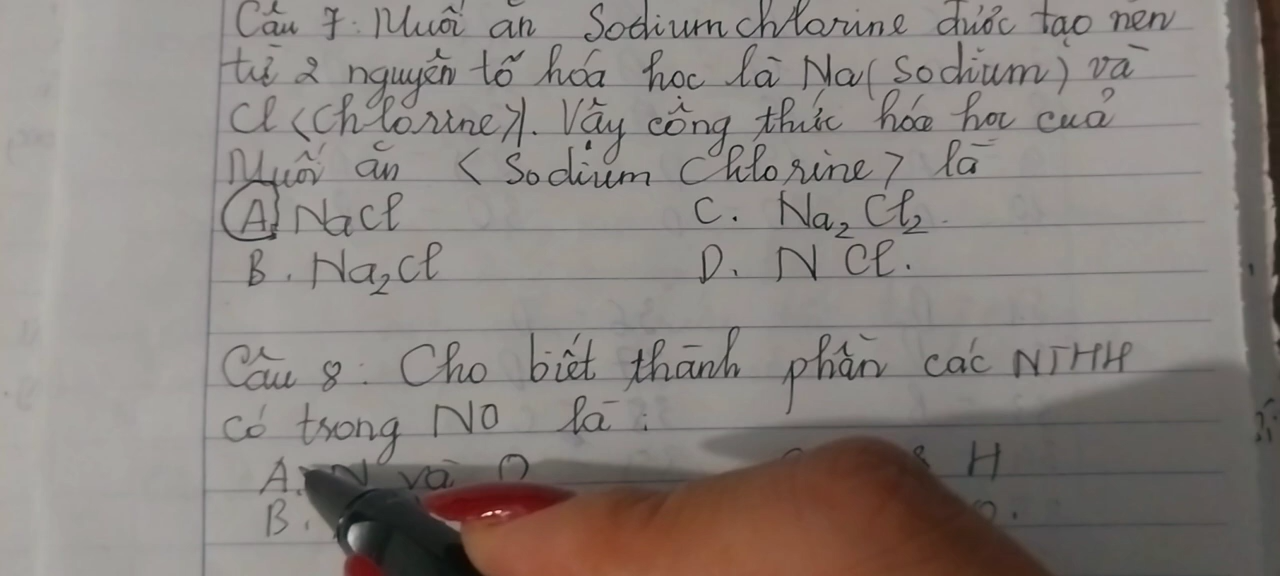 Câu 7: Muối ăn Sodium chlorine được tạo nên
từ 2 nguyên tố hóa học là Na (Sodium) và
Cl <Chlorine>. Vậy công thức hóa học của
Muối ăn <Sodium Chlorine> là
A. NaCl C. Na₂Cl₂.
B. Na₂Cl D. NCl.
Câu 8: Cho biết thành phần các NTHH
có trong NO là:
A. N và O H
B.